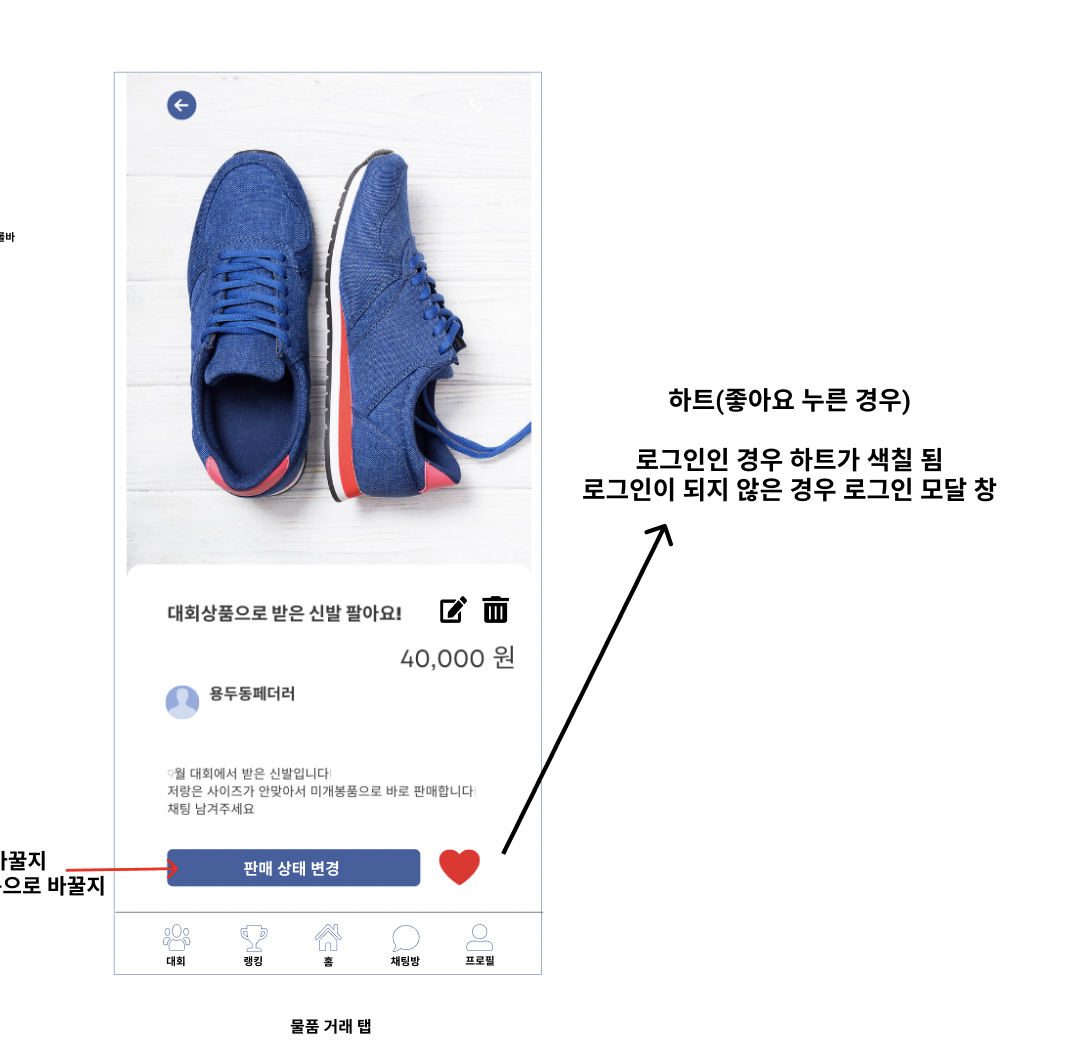 롤바
하트(좋아요 누른 경우)
로그인인 경우 하트가 색칠 됨
로그인이 되지 않은 경우 로그인 모달 창
대회상품으로 받은 신발 팔아요!
40,000 원
용두동페더러
9월 대회에서 받은 신발입니다!
저랑은 사이즈가 안맞아서 미개봉품으로 바로 판매합니다!
채팅 남겨주세요
바꿀지
으로 바꿀지
판매 상태 변경
대회
랭킹
홈
채팅방
프로필
물품 거래 탭